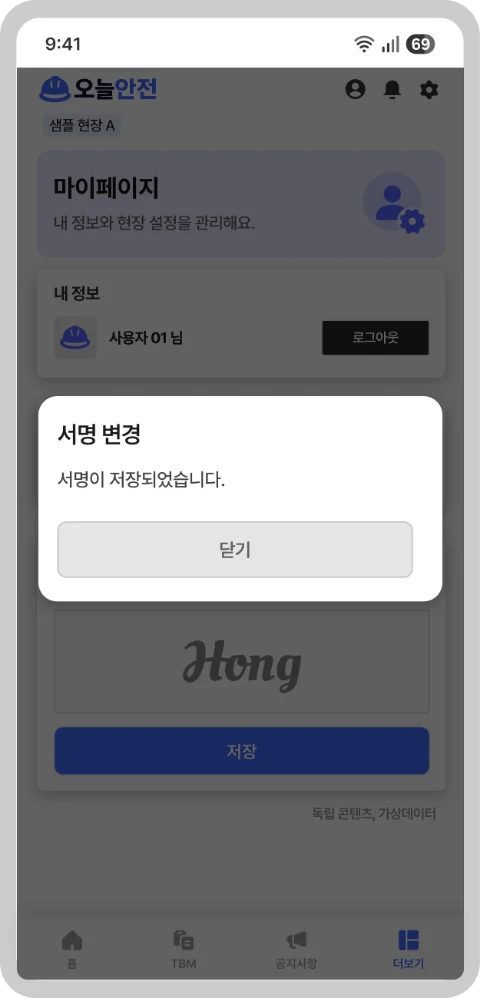 9:41
69
오늘안전
샘플 현장 A
마이페이지
내 정보와 현장 설정을 관리해요.
내 정보
사용자 01 님
로그아웃
서명 변경
서명이 저장되었습니다.
닫기
Hong
저장
독립 콘텐츠, 가상데이터
홈
TBM
공지사항
더보기